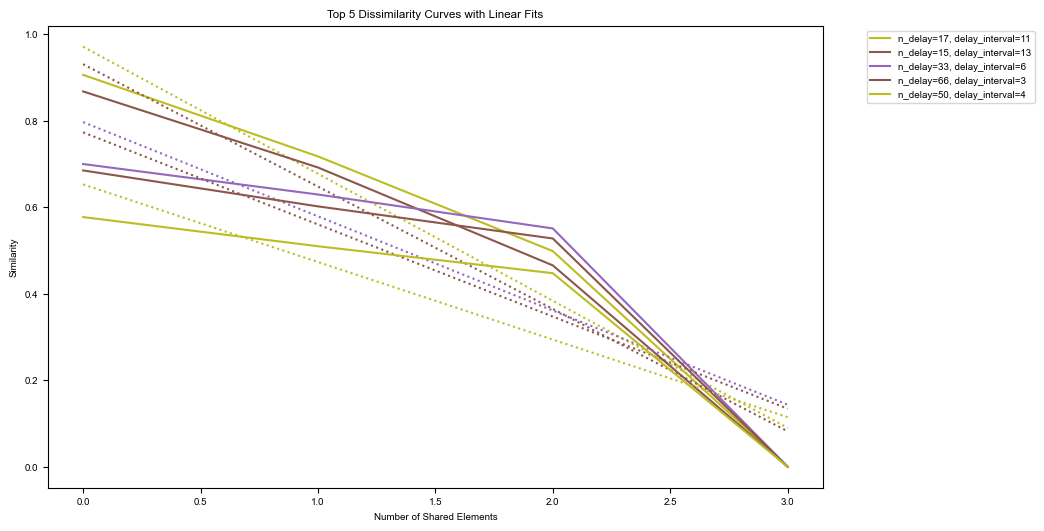 Top 5 Dissimilarity Curves with Linear Fits
1.0
0.8
0.6
0.4
0.2
0.0
Similarity
0.0 0.5 1.0 1.5 2.0 2.5 3.0
Number of Shared Elements
n_delay=17, delay_interval=11
n_delay=15, delay_interval=13
n_delay=33, delay_interval=6
n_delay=66, delay_interval=3
n_delay=50, delay_interval=4